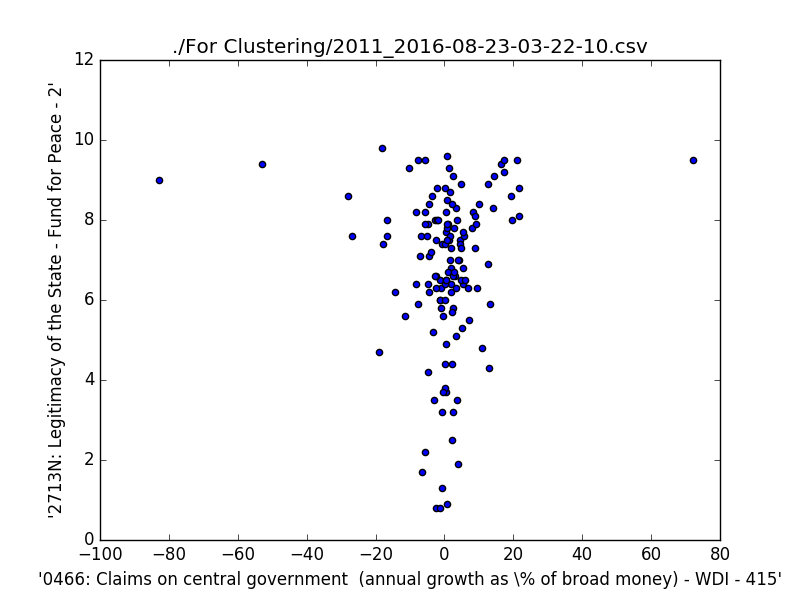 ./For Clustering/2011_2016-08-23-03-22-10.csv
'2713N: Legitimacy of the State - Fund for Peace - 2'
12
10
8
6
4
2
0
−100 −80 −60 −40 −20 0 20 40 60 80
'0466: Claims on central government  (annual growth as \% of broad money) - WDI - 415'